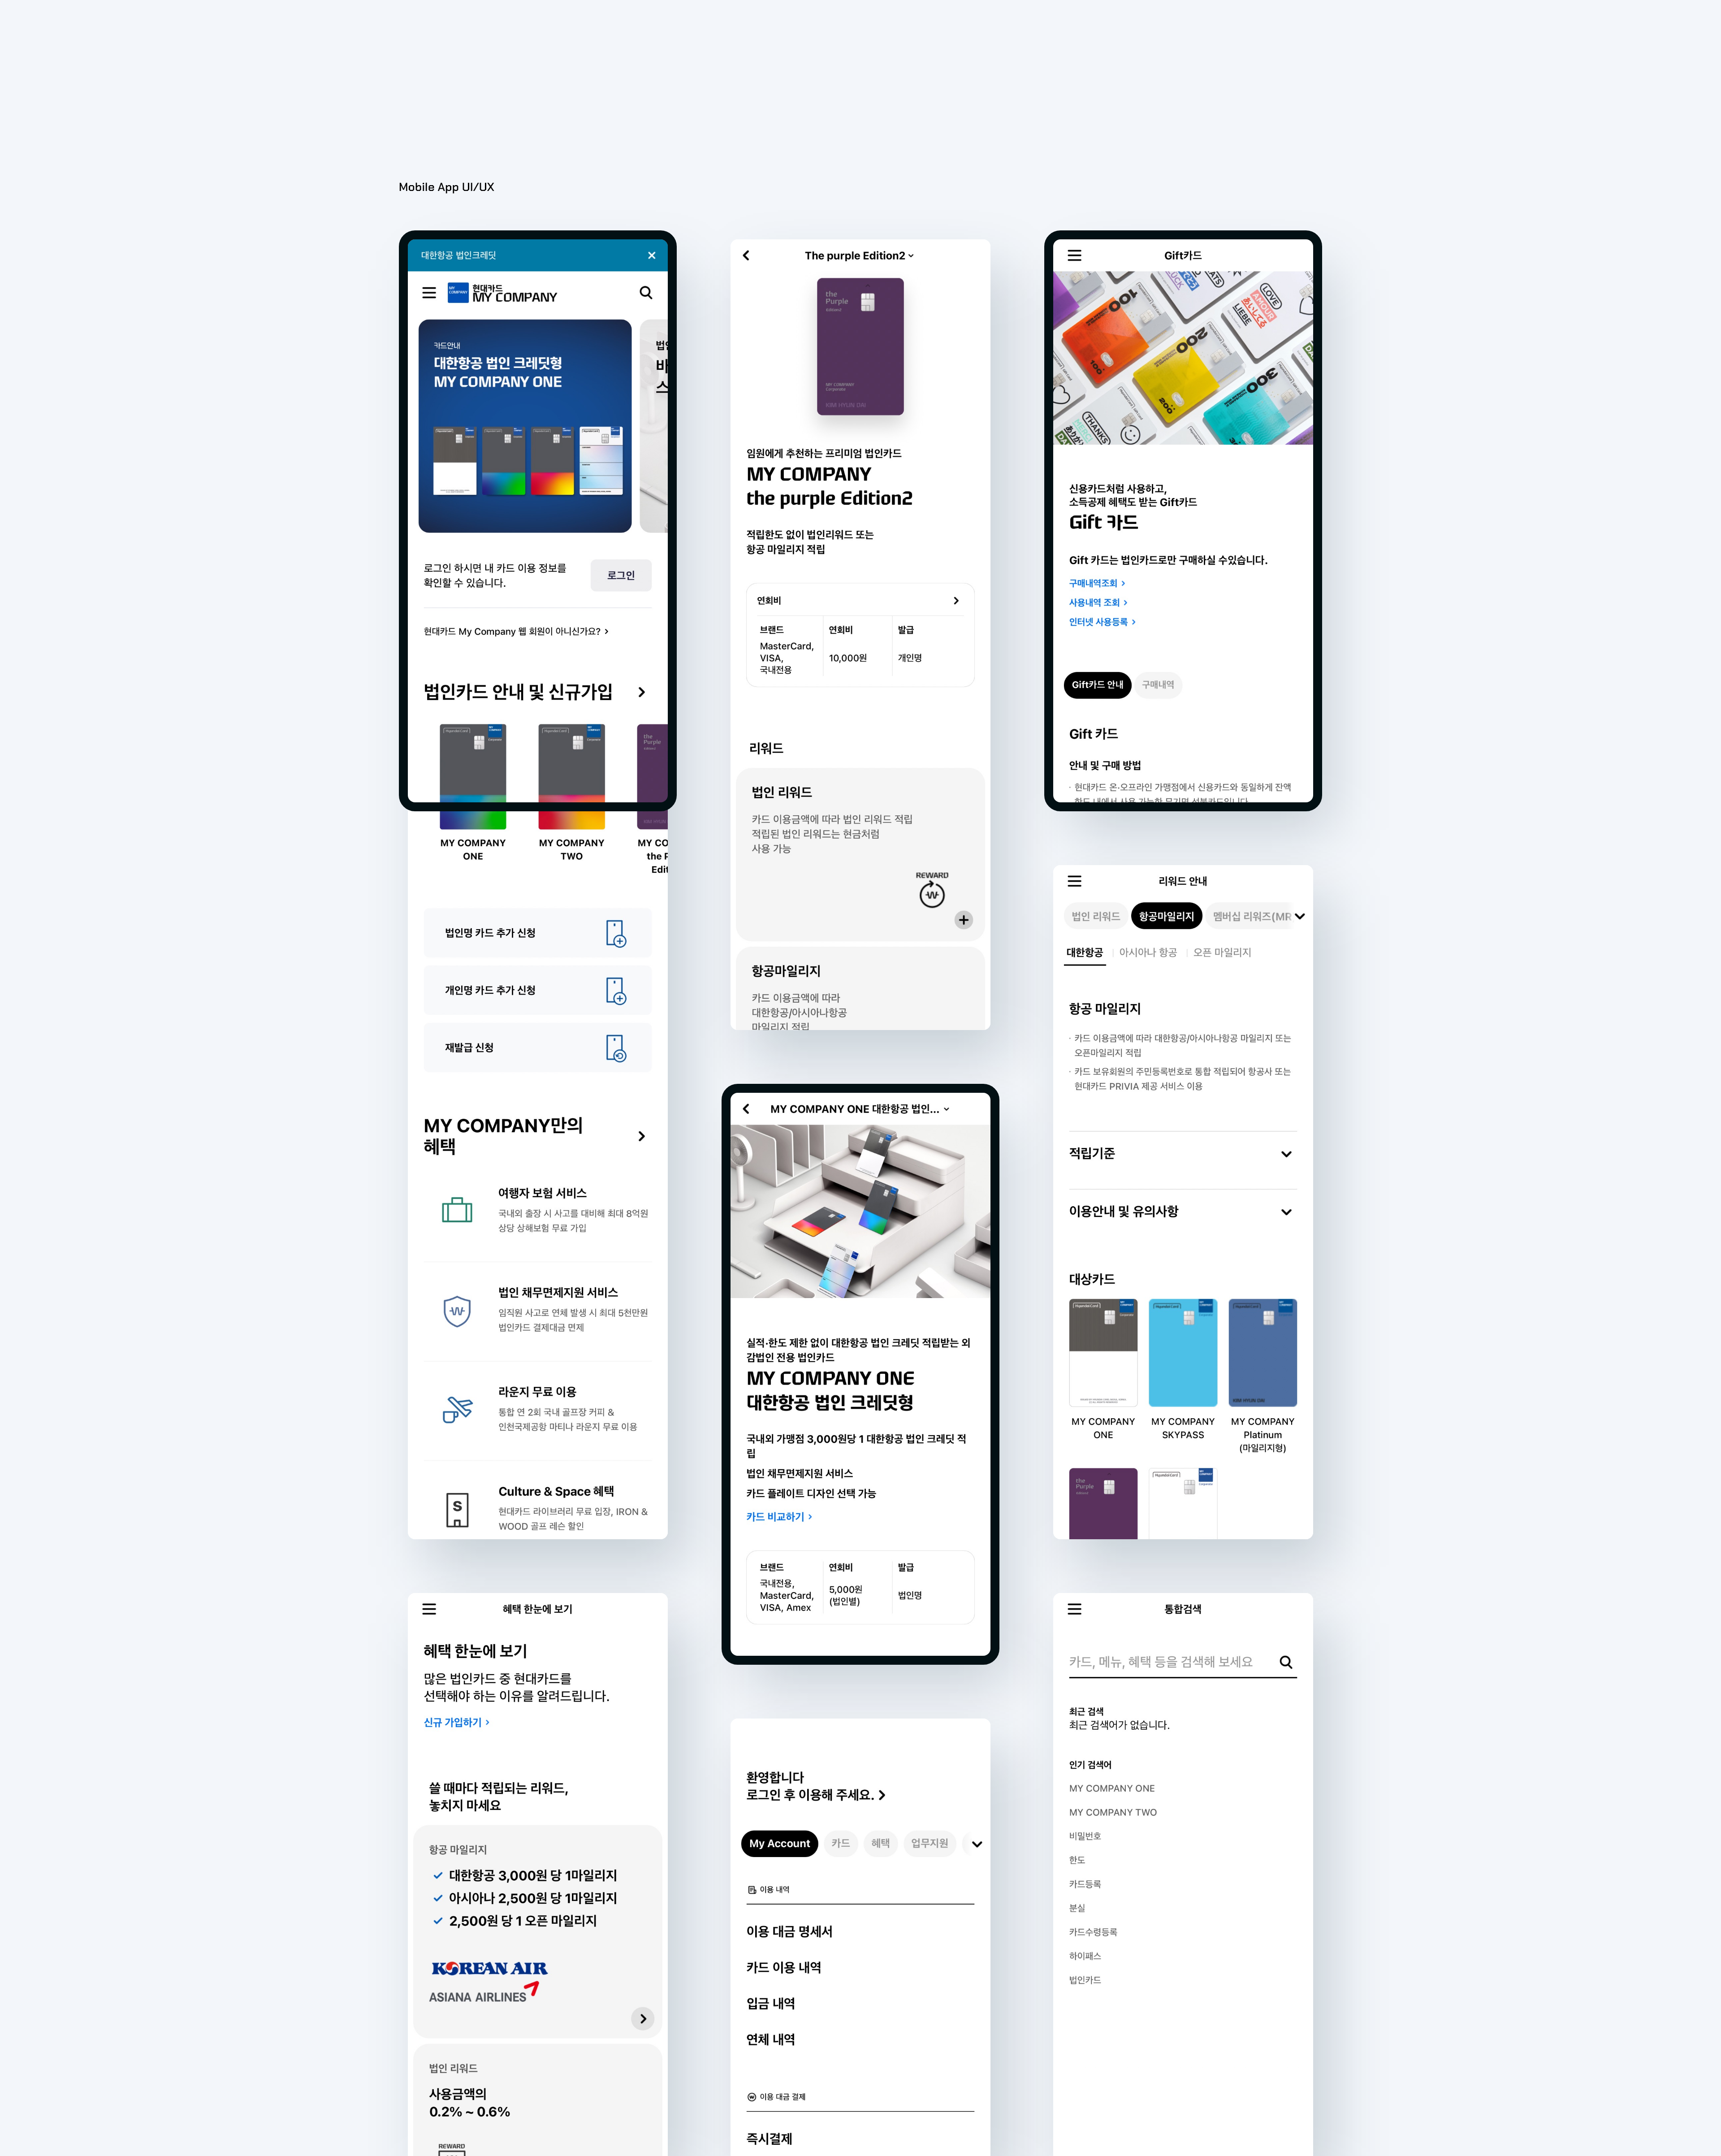 Mobile App UI/UX
대한항공 법인크레딧
현대카드
MY COMPANY
카드안내
대한항공 법인 크레딧형
MY COMPANY ONE
로그인 하시면 내 카드 이용 정보를
확인할 수 있습니다.
로그인
현대카드 My Company 웹 회원이 아니신가요?
법인카드 안내 및 신규가입
MY COMPANY
ONE
MY COMPANY
TWO
MY CO
the P
Edit
법인명 카드 추가 신청
개인명 카드 추가 신청
재발급 신청
MY COMPANY만의
혜택
여행자 보험 서비스
국내외 출장 시 사고를 대비해 최대 8억원
상당 상해보험 무료 가입
법인 채무면제지원 서비스
임직원 사고로 연체 발생 시 최대 5천만원
법인카드 결제대금 면제
라운지 무료 이용
통합 연 2회 국내 골프장 커피 &
인천국제공항 마티나 라운지 무료 이용
Culture & Space 혜택
현대카드 라이브러리 무료 입장, IRON &
WOOD 골프 레슨 할인
혜택 한눈에 보기
혜택 한눈에 보기
많은 법인카드 중 현대카드를
선택해야 하는 이유를 알려드립니다.
신규 가입하기
쓸 때마다 적립되는 리워드,
놓치지 마세요
항공 마일리지
대한항공 3,000원 당 1마일리지
아시아나 2,500원 당 1마일리지
2,500원 당 1 오픈 마일리지
KOREAN AIR
ASIANA AIRLINES
법인 리워드
사용금액의
0.2% ~ 0.6%
REWARD
The purple Edition2
the
Purple
임원에게 추천하는 프리미엄 법인카드
MY COMPANY
the purple Edition2
적립한도 없이 법인리워드 또는
항공 마일리지 적립
연회비
브랜드 연회비 발급
MasterCard,
VISA,
국내전용
10,000원
개인명
리워드
법인 리워드
카드 이용금액에 따라 법인 리워드 적립
적립된 법인 리워드는 현금처럼
사용 가능
REWARD
항공마일리지
카드 이용금액에 따라
대한항공/아시아나항공
마일리지 적립
MY COMPANY ONE 대한항공 법인...
실적·한도 제한 없이 대한항공 법인 크레딧 적립받는 외
감법인 전용 법인카드
MY COMPANY ONE
대한항공 법인 크레딧형
국내외 가맹점 3,000원당 1 대한항공 법인 크레딧 적
립
법인 채무면제지원 서비스
카드 플레이트 디자인 선택 가능
카드 비교하기
브랜드 연회비 발급
국내전용,
MasterCard,
VISA, Amex
5,000원
(법인별)
법인명
환영합니다
로그인 후 이용해 주세요.
My Account 카드 혜택 업무지원
이용 내역
이용 대금 명세서
카드 이용 내역
입금 내역
연체 내역
이용 대금 결제
즉시결제
Gift카드
LOVE
AMOUR
あいしてる
LIEBE
100
200
300
THANKS
신용카드처럼 사용하고,
소득공제 혜택도 받는 Gift카드
Gift 카드
Gift 카드는 법인카드로만 구매하실 수있습니다.
구매내역조회
사용내역 조회
인터넷 사용등록
Gift카드 안내 구매내역
Gift 카드
안내 및 구매 방법
· 현대카드 온·오프라인 가맹점에서 신용카드와 동일하게 잔액
리워드 안내
법인 리워드 항공마일리지 멤버십 리워즈(MR
대한항공 아시아나 항공 오픈 마일리지
항공 마일리지
· 카드 이용금액에 따라 대한항공/아시아나항공 마일리지 또는
오픈마일리지 적립
· 카드 보유회원의 주민등록번호로 통합 적립되어 항공사 또는
현대카드 PRIVIA 제공 서비스 이용
적립기준
이용안내 및 유의사항
대상카드
MY COMPANY
ONE
MY COMPANY
SKYPASS
MY COMPANY
Platinum
(마일리지형)
the
Purple
통합검색
카드, 메뉴, 혜택 등을 검색해 보세요
최근 검색
최근 검색어가 없습니다.
인기 검색어
MY COMPANY ONE
MY COMPANY TWO
비밀번호
한도
카드등록
분실
카드수령등록
하이패스
법인카드